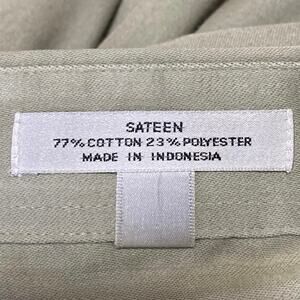 SATEEN
77% COTTON 23% POLYESTER
MADE IN INDONESIA